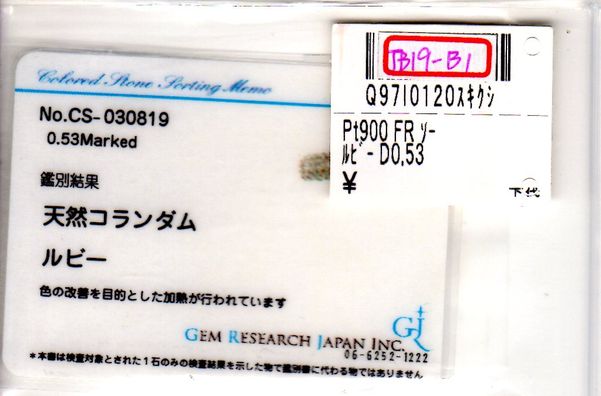 Colored Stone Sorting Memo
No.CS-030819
0.53Marked
鑑別結果
天然コランダム
ルビー
色の改善を目的とした加熱が行われています
GEM RESEARCH JAPAN INC.
GRJ
06-6252-1222
*本書は検査対象とされた1石のみの検査結果を示した物で鑑別書に代わる物ではありません
TB19-B1
Q97I0120スキクシ
Pt900 FR ソー
ルビーD0.53
¥
下代